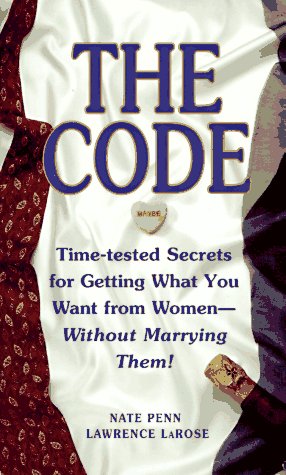 THE
CODE
MAYBE
Time-tested Secrets
for Getting What You
Want from Women—
Without Marrying
Them!
NATE PENN
LAWRENCE LaROSE